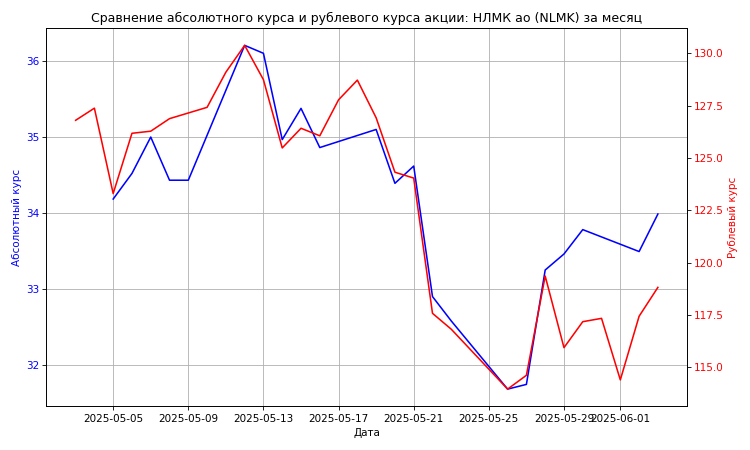 Сравнение абсолютного курса и рублевого курса акции: НЛМК ао (NLMK) за месяц
36
35
34
33
32
Абсолютный курс
130.0
127.5
125.0
122.5
120.0
117.5
115.0
Рублевый курс
2025-05-05 2025-05-09 2025-05-13 2025-05-17 2025-05-21 2025-05-25 2025-05-29 2025-06-01
Дата